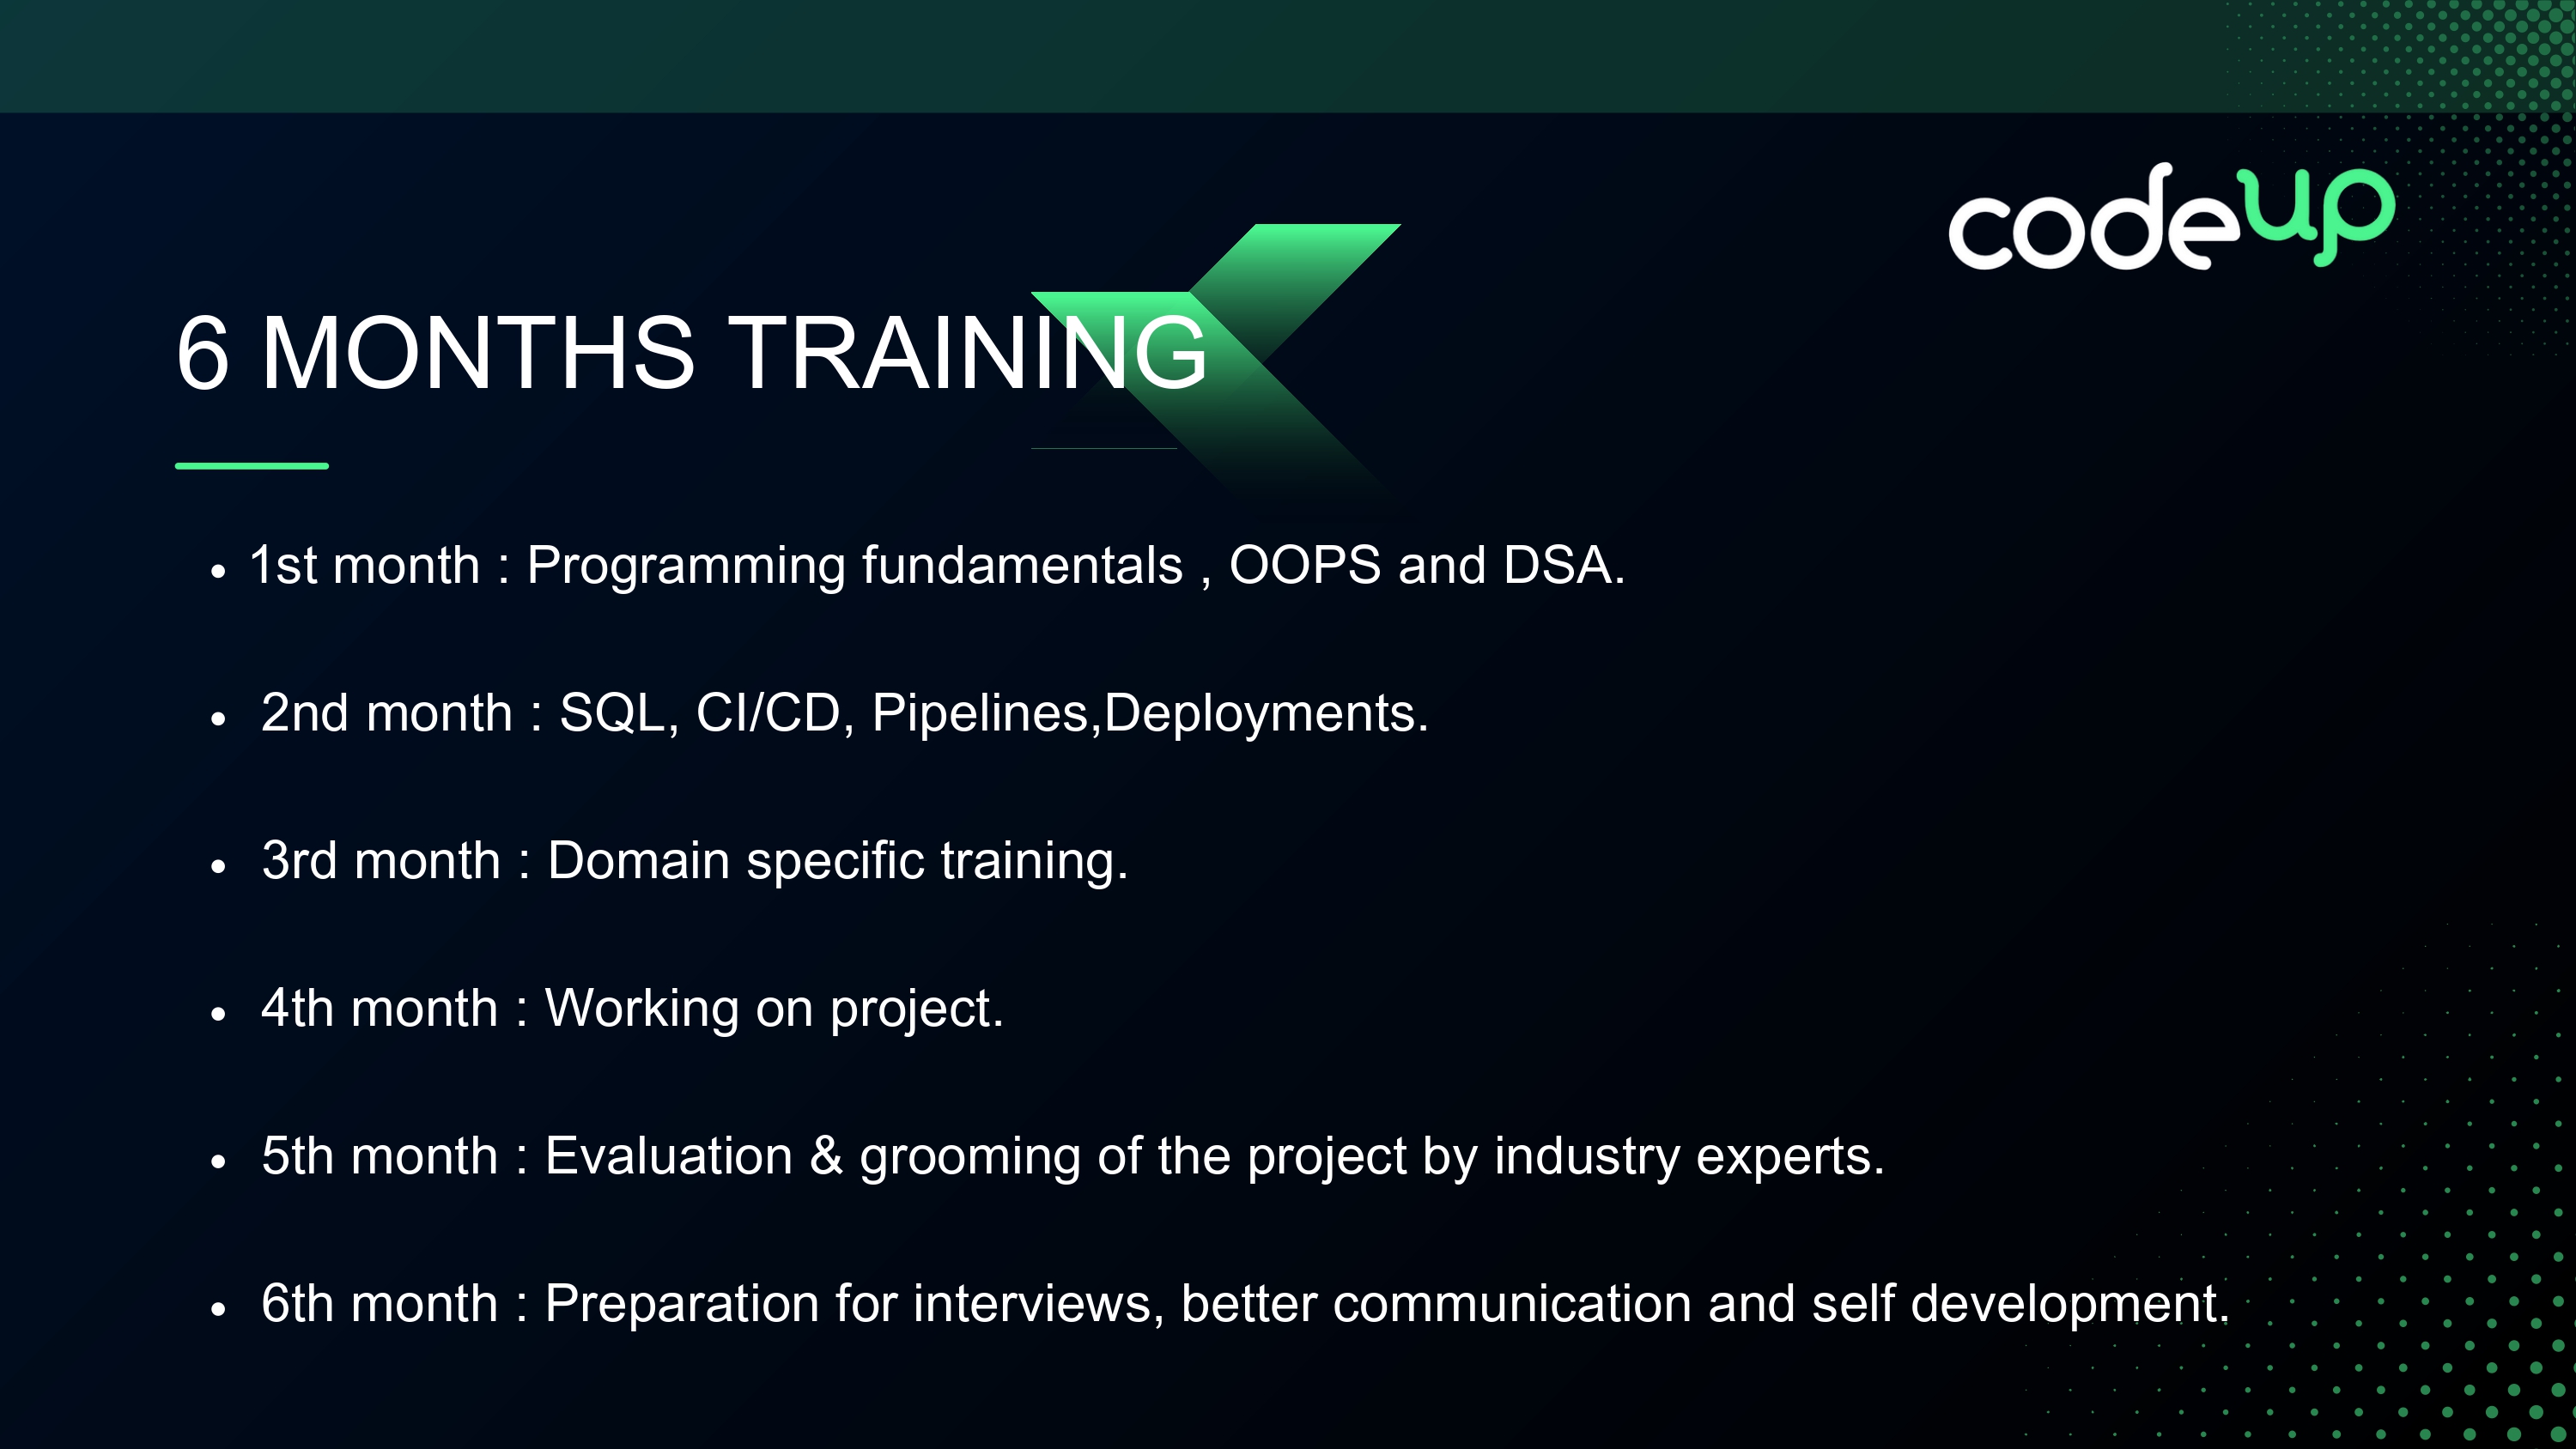 codeup
6 MONTHS TRAINING
• 1st month : Programming fundamentals , OOPS and DSA.
• 2nd month : SQL, CI/CD, Pipelines,Deployments.
• 3rd month : Domain specific training.
• 4th month : Working on project.
• 5th month : Evaluation & grooming of the project by industry experts.
• 6th month : Preparation for interviews, better communication and self development.